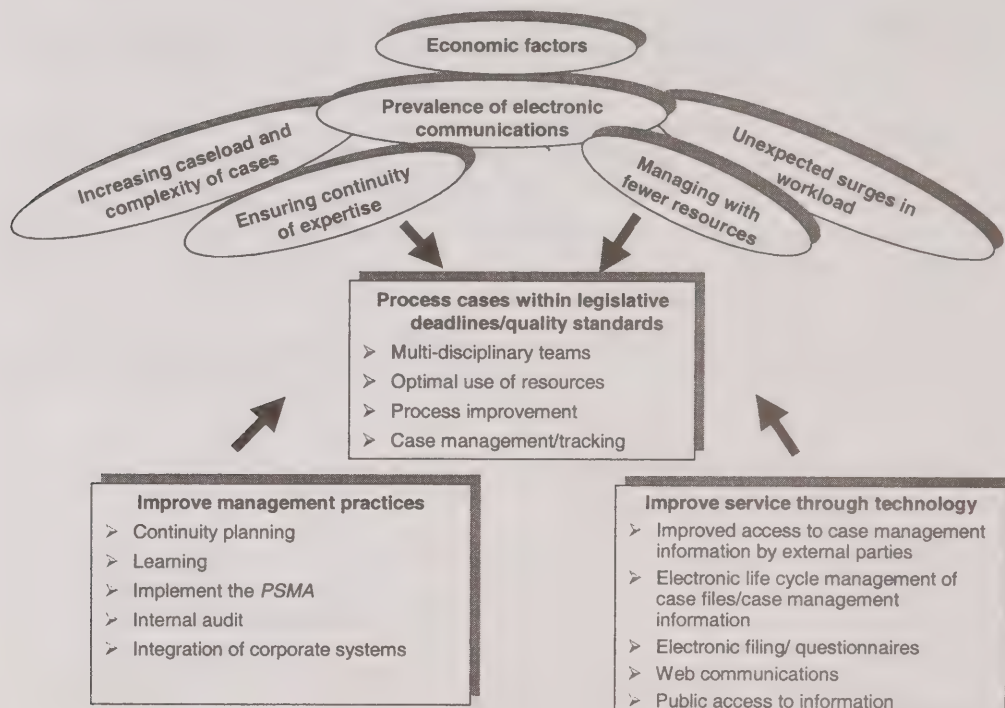 Economic factors
Prevalence of electronic
communications
Increasing caseload and
complexity of cases
Ensuring continuity
of expertise
Managing with
fewer resources
Unexpected surges in
workload
Process cases within legislative
deadlines/quality standards
➢ Multi-disciplinary teams
➢ Optimal use of resources
➢ Process improvement
➢ Case management/tracking
Improve management practices
➢ Continuity planning
➢ Learning
➢ Implement the PSMA
➢ Internal audit
➢ Integration of corporate systems
Improve service through technology
➢ Improved access to case management
information by external parties
➢ Electronic life cycle management of
case files/case management
information
➢ Electronic filing/ questionnaires
➢ Web communications
➢ Public access to information